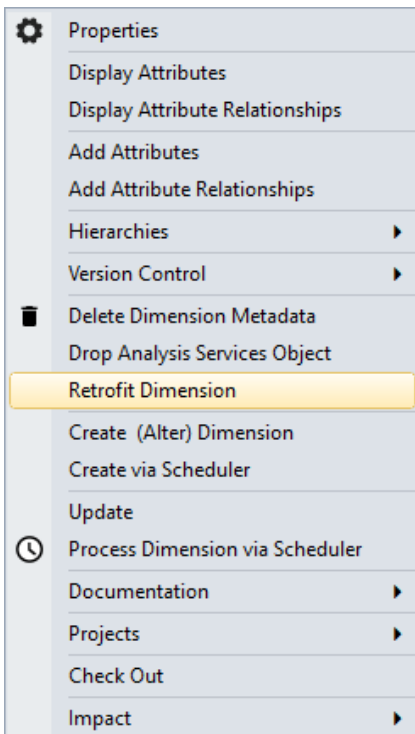 Properties
Display Attributes
Display Attribute Relationships
Add Attributes
Add Attribute Relationships
Hierarchies
Version Control
Delete Dimension Metadata
Drop Analysis Services Object
Retrofit Dimension
Create  (Alter) Dimension
Create via Scheduler
Update
Process Dimension via Scheduler
Documentation
Projects
Check Out
Impact